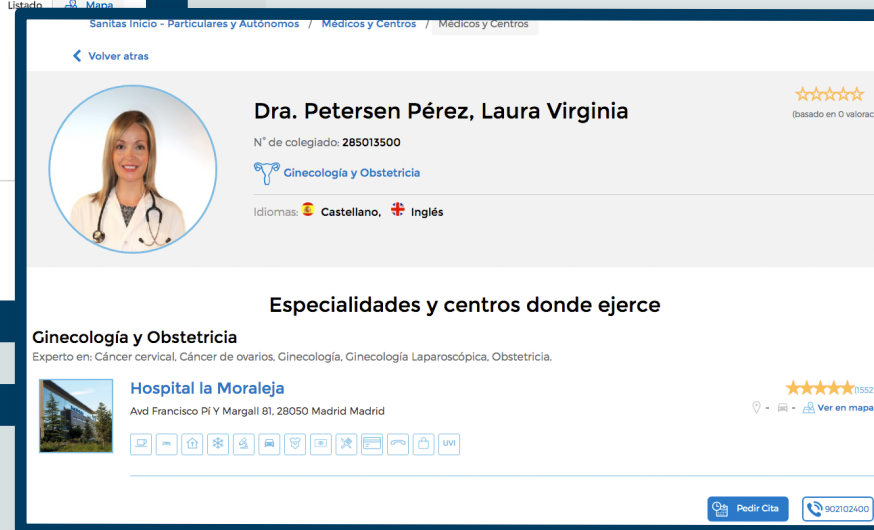 Listado Mapa
Sanitas Inicio - Particulares y Autónomos / Médicos y Centros / Médicos y Centros
Volver atras
Dra. Petersen Pérez, Laura Virginia
(basado en 0 valorac
N° de colegiado: 285013500
Ginecología y Obstetricia
Idiomas: Castellano, Inglés
Especialidades y centros donde ejerce
Ginecología y Obstetricia
Experto en: Cáncer cervical, Cáncer de ovarios, Ginecología, Ginecología Laparoscópica, Obstetricia.
Hospital la Moraleja
(1552
Avd Francisco Pí Y Margall 81, 28050 Madrid Madrid
- - Ver en mapa
UVI
Pedir Cita
902102400